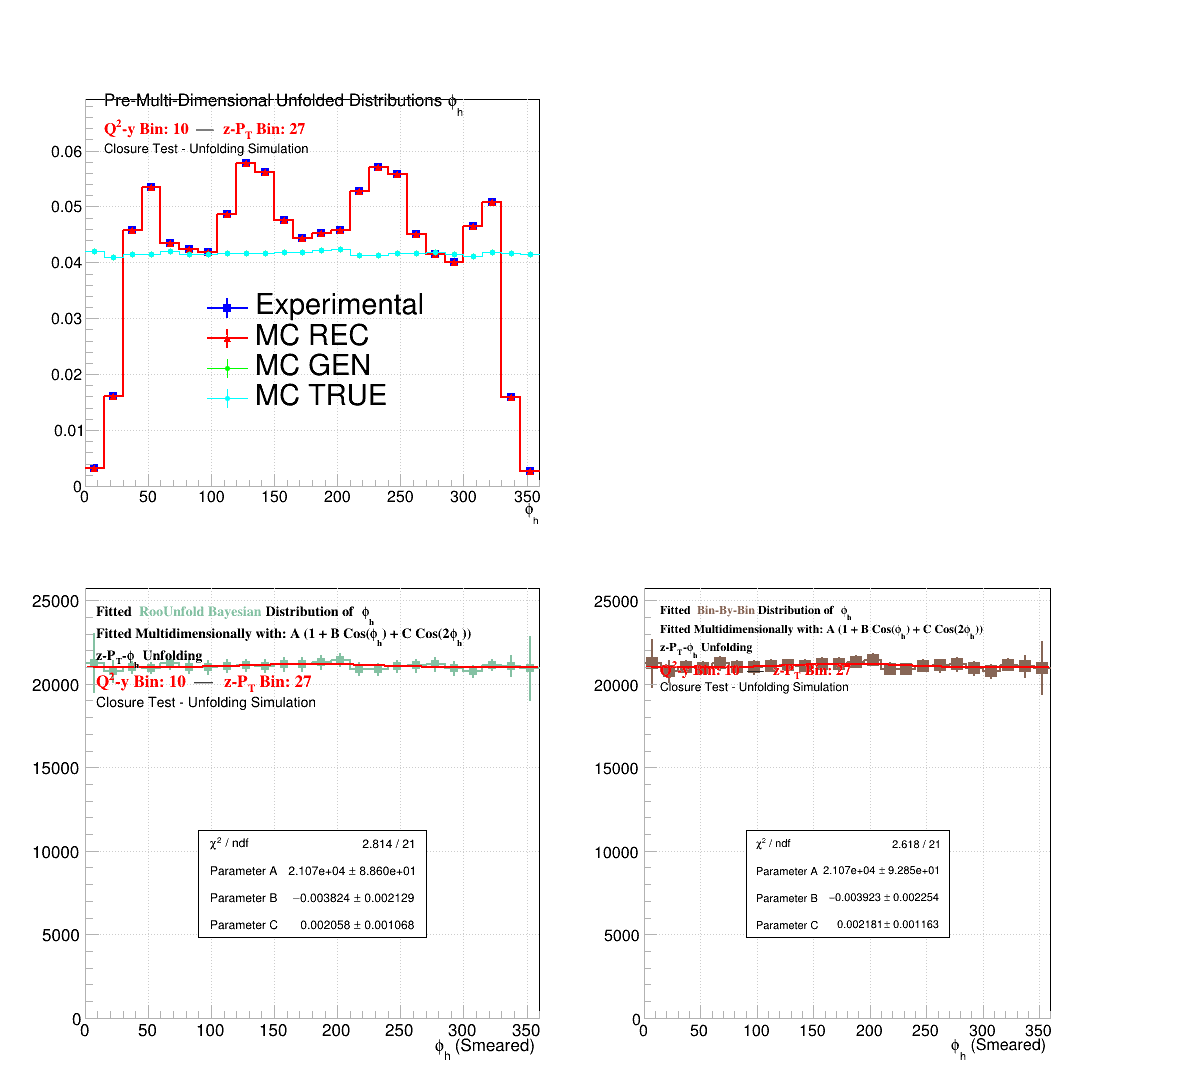 Pre-Multi-Dimensional Unfolded Distributions ϕh
Q2-y Bin: 10 — z-PT Bin: 27
Closure Test - Unfolding Simulation
0.06
0.05
0.04
0.03
0.02
0.01
0
0 50 100 150 200 250 300 350
ϕh
Experimental
MC REC
MC GEN
MC TRUE
25000
20000
15000
10000
5000
0
0 50 100 150 200 250 300 350
ϕh (Smeared)
Fitted RooUnfold Bayesian Distribution of ϕh
Fitted Multidimensionally with: A (1 + B Cos(ϕh) + C Cos(2ϕh))
z-PT-ϕh Unfolding
Q2-y Bin: 10 — z-PT Bin: 27
Closure Test - Unfolding Simulation
χ2 / ndf 2.814 / 21
Parameter A 2.107e+04 ± 8.860e+01
Parameter B −0.003824 ± 0.002129
Parameter C 0.002058 ± 0.001068
25000
20000
15000
10000
5000
0
0 50 100 150 200 250 300 350
ϕh (Smeared)
Fitted Bin-By-Bin Distribution of ϕh
Fitted Multidimensionally with: A (1 + B Cos(ϕh) + C Cos(2ϕh))
z-PT-ϕh Unfolding
Q2-y Bin: 10 — z-PT Bin: 27
Closure Test - Unfolding Simulation
χ2 / ndf 2.618 / 21
Parameter A 2.107e+04 ± 9.285e+01
Parameter B −0.003923 ± 0.002254
Parameter C 0.002181 ± 0.001163